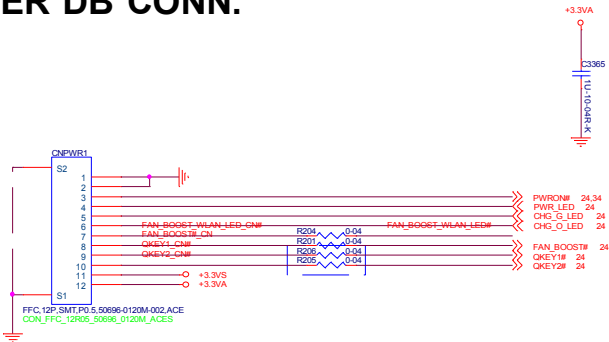 ER DB CONN.
+3.3VA
C3365
1U-10-04R-K
CNPWR1
S2
1
2
3
PWRON# 24,34
4
PWR_LED 24
5
CHG_G_LED 24
6
CHG_O_LED 24
FAN_BOOST_WLAN_LED_CN# R204 0-04 FAN_BOOST_WLAN_LED#
7
FAN_BOOST#_CN R201 0-04
8
FAN_BOOST# 24
QKEY1_CN# R206 0-04
9
QKEY1# 24
QKEY2_CN# R205 0-04
10
QKEY2# 24
11
+3.3VS
12
+3.3VA
S1
FFC,12P,SMT,P0.5,50696-0120M-002,ACE
CON_FFC_12R05_50696_0120M_ACES